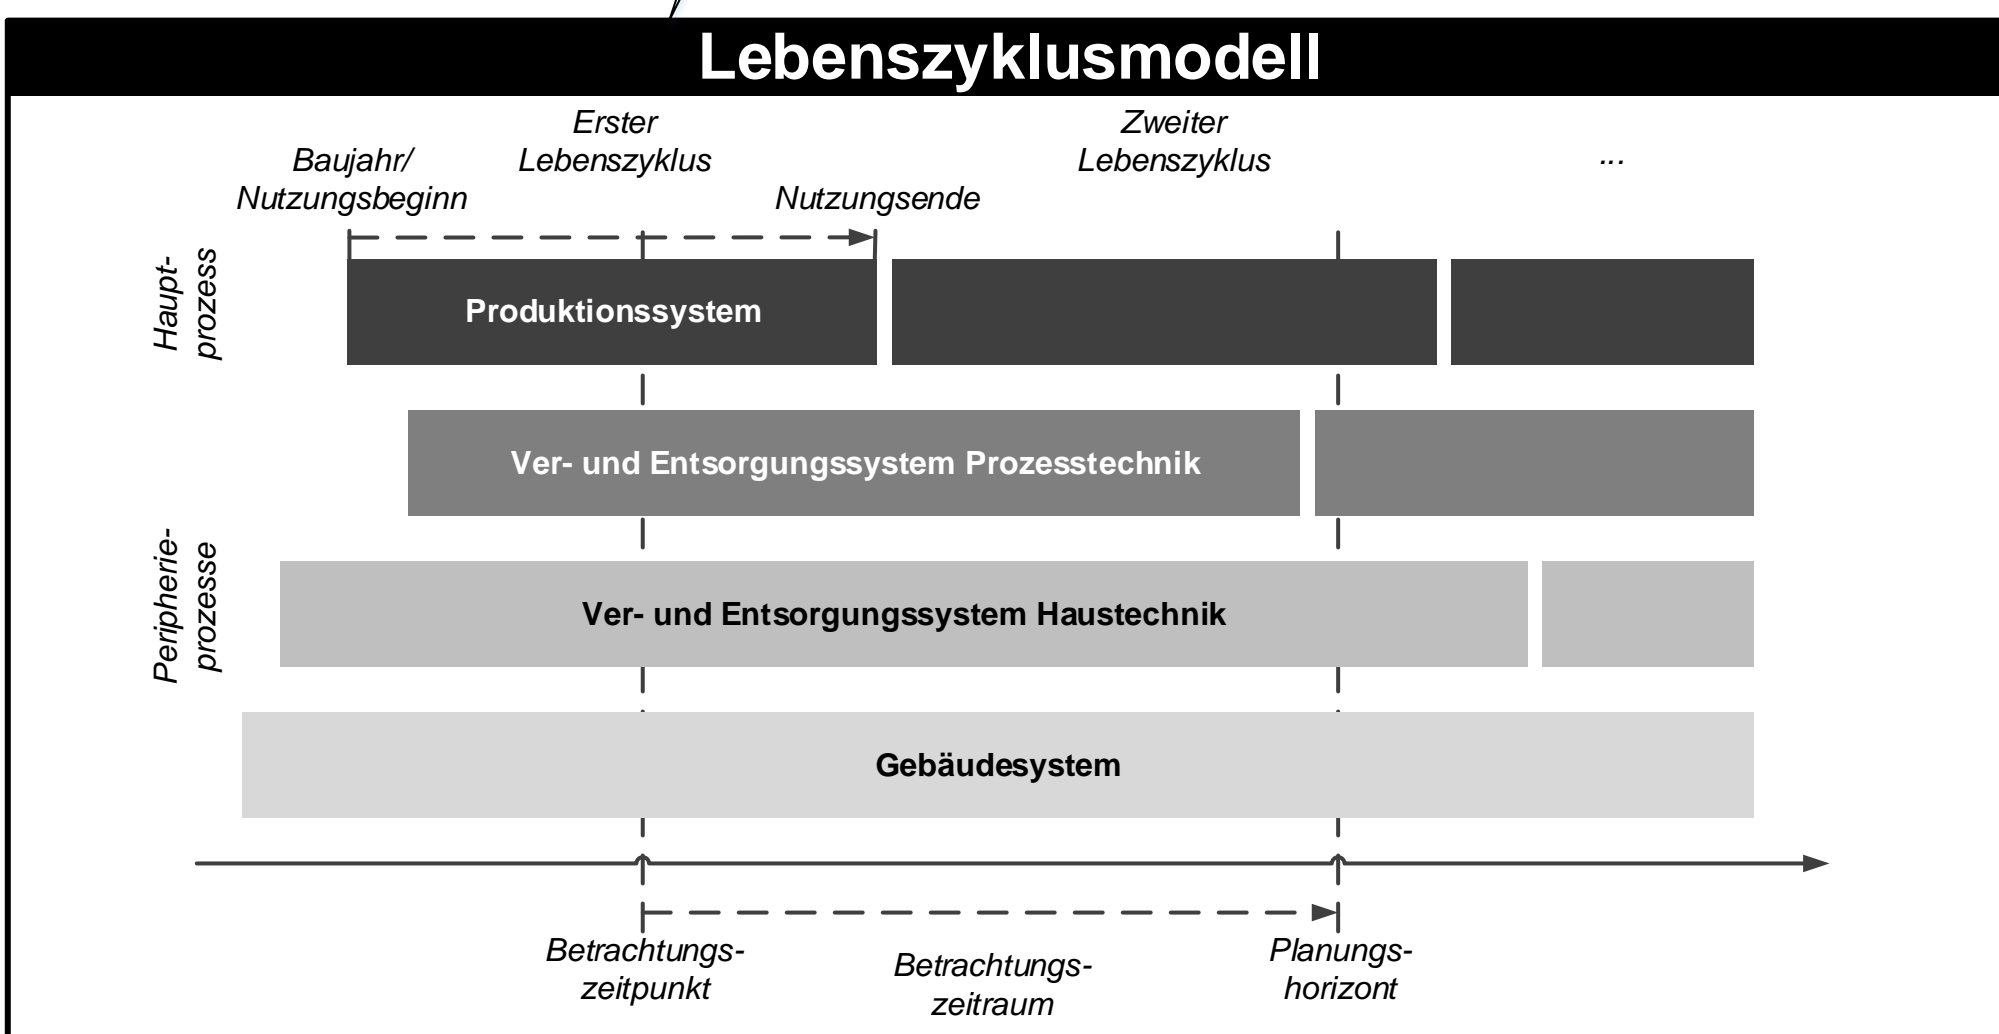 Lebenszyklusmodell
Baujahr/
Nutzungsbeginn
Erster
Lebenszyklus
Nutzungsende
Zweiter
Lebenszyklus
...
Haupt-
prozess
Produktionssystem
Ver- und Entsorgungssystem Prozesstechnik
Peripherie-
prozesse
Ver- und Entsorgungssystem Haustechnik
Gebäudesystem
Betrachtungs-
zeitpunkt
Betrachtungs-
zeitraum
Planungs-
horizont